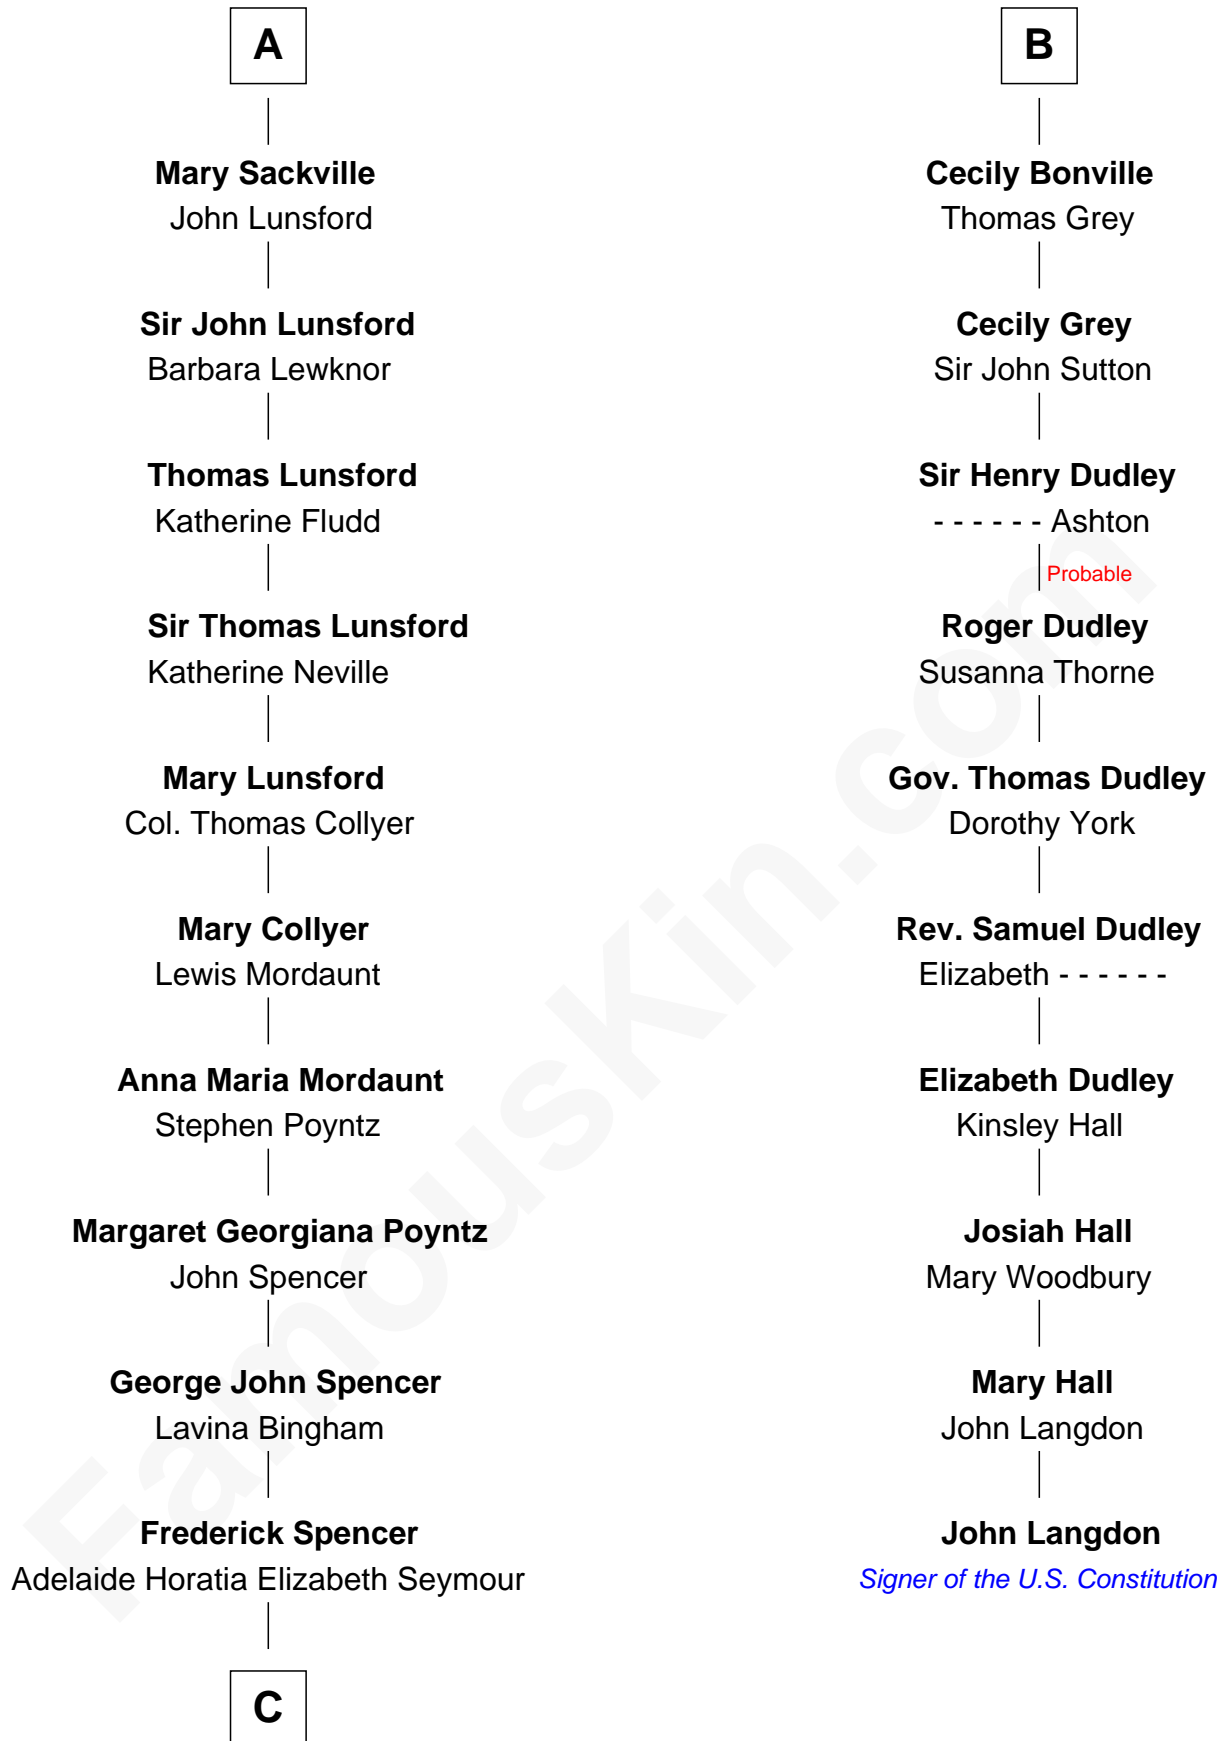 A
Mary Sackville
John Lunsford
Sir John Lunsford
Barbara Lewknor
Thomas Lunsford
Katherine Fludd
Sir Thomas Lunsford
Katherine Neville
Mary Lunsford
Col. Thomas Collyer
Mary Collyer
Lewis Mordaunt
Anna Maria Mordaunt
Stephen Poyntz
Margaret Georgiana Poyntz
John Spencer
George John Spencer
Lavina Bingham
Frederick Spencer
Adelaide Horatia Elizabeth Seymour
C
B
Cecily Bonville
Thomas Grey
Cecily Grey
Sir John Sutton
Sir Henry Dudley
- - - - - - Ashton
Probable
Roger Dudley
Susanna Thorne
Gov. Thomas Dudley
Dorothy York
Rev. Samuel Dudley
Elizabeth - - - - - -
Elizabeth Dudley
Kinsley Hall
Josiah Hall
Mary Woodbury
Mary Hall
John Langdon
John Langdon
Signer of the U.S. Constitution
FamousKin.com